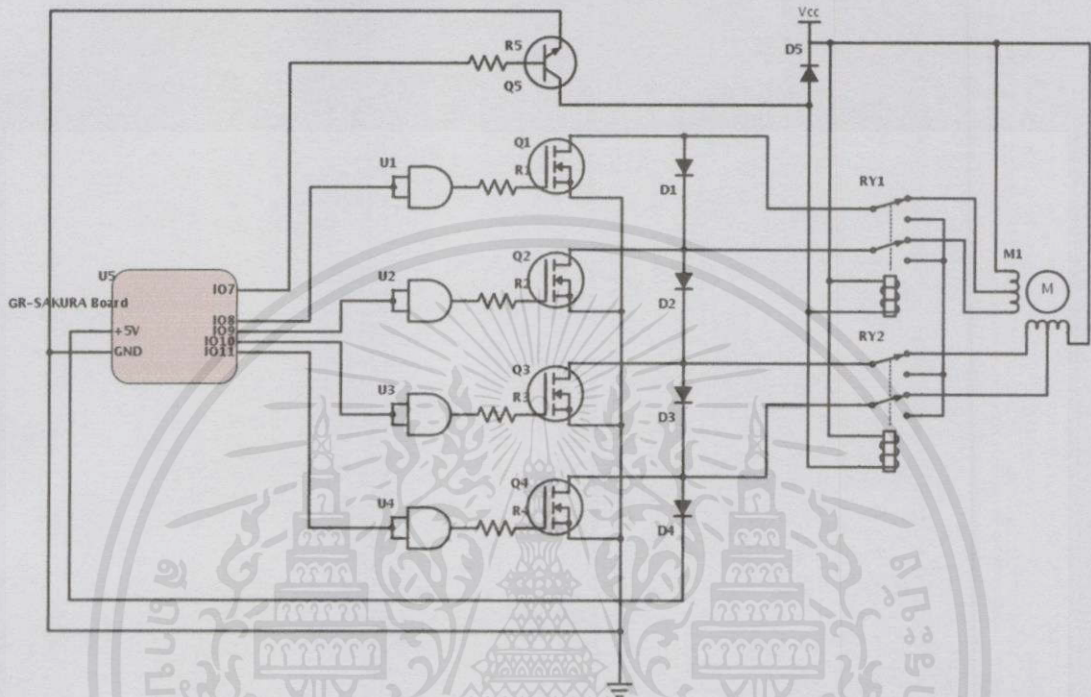 Vcc
D5
R5
Q5
Q1
U1
R1
D1
RY1
M1
M
Q2
U2
R2
D2
U5
GR-SAKURA Board
IO7
IO8
+5V
IO9
IO10
GND
IO11
RY2
Q3
U3
R3
D3
Q4
U4
R4
D4